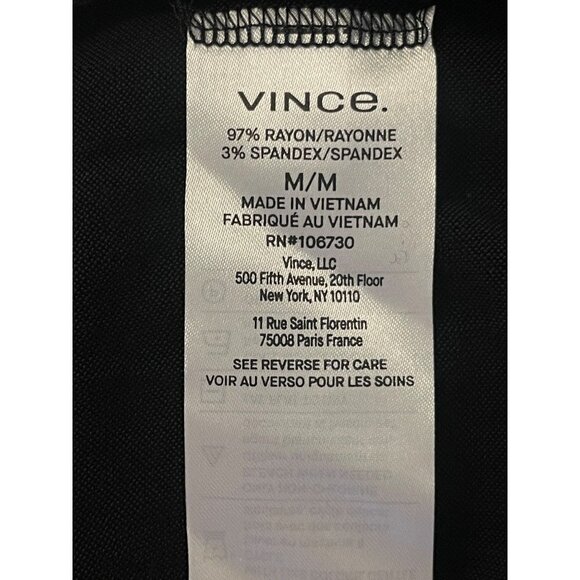 VINCE.
97% RAYON/RAYONNE
3% SPANDEX/SPANDEX
M/M
MADE IN VIETNAM
FABRIQUÉ AU VIETNAM
RN#106730
Vince, LLC
500 Fifth Avenue, 20th Floor
New York, NY 10110
11 Rue Saint Florentin
75008 Paris France
SEE REVERSE FOR CARE
VOIR AU VERSO POUR LES SOINS